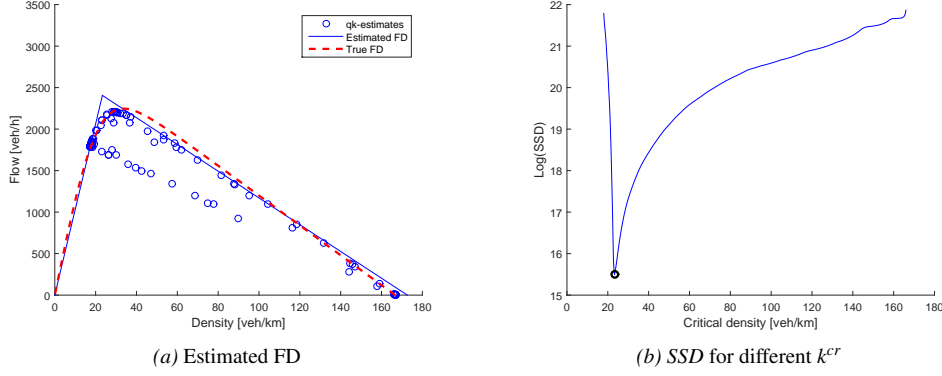 3500
3000
2500
2000
1500
1000
500
0
Flow [veh/h]
qk-estimates
Estimated FD
True FD
0 20 40 60 80 100 120 140 160 180
Density [veh/km]
(a) Estimated FD
22
21
20
19
18
17
16
15
Log(SSD)
0 20 40 60 80 100 120 140 160 180
Critical density [veh/km]
(b) SSD for different k^cr